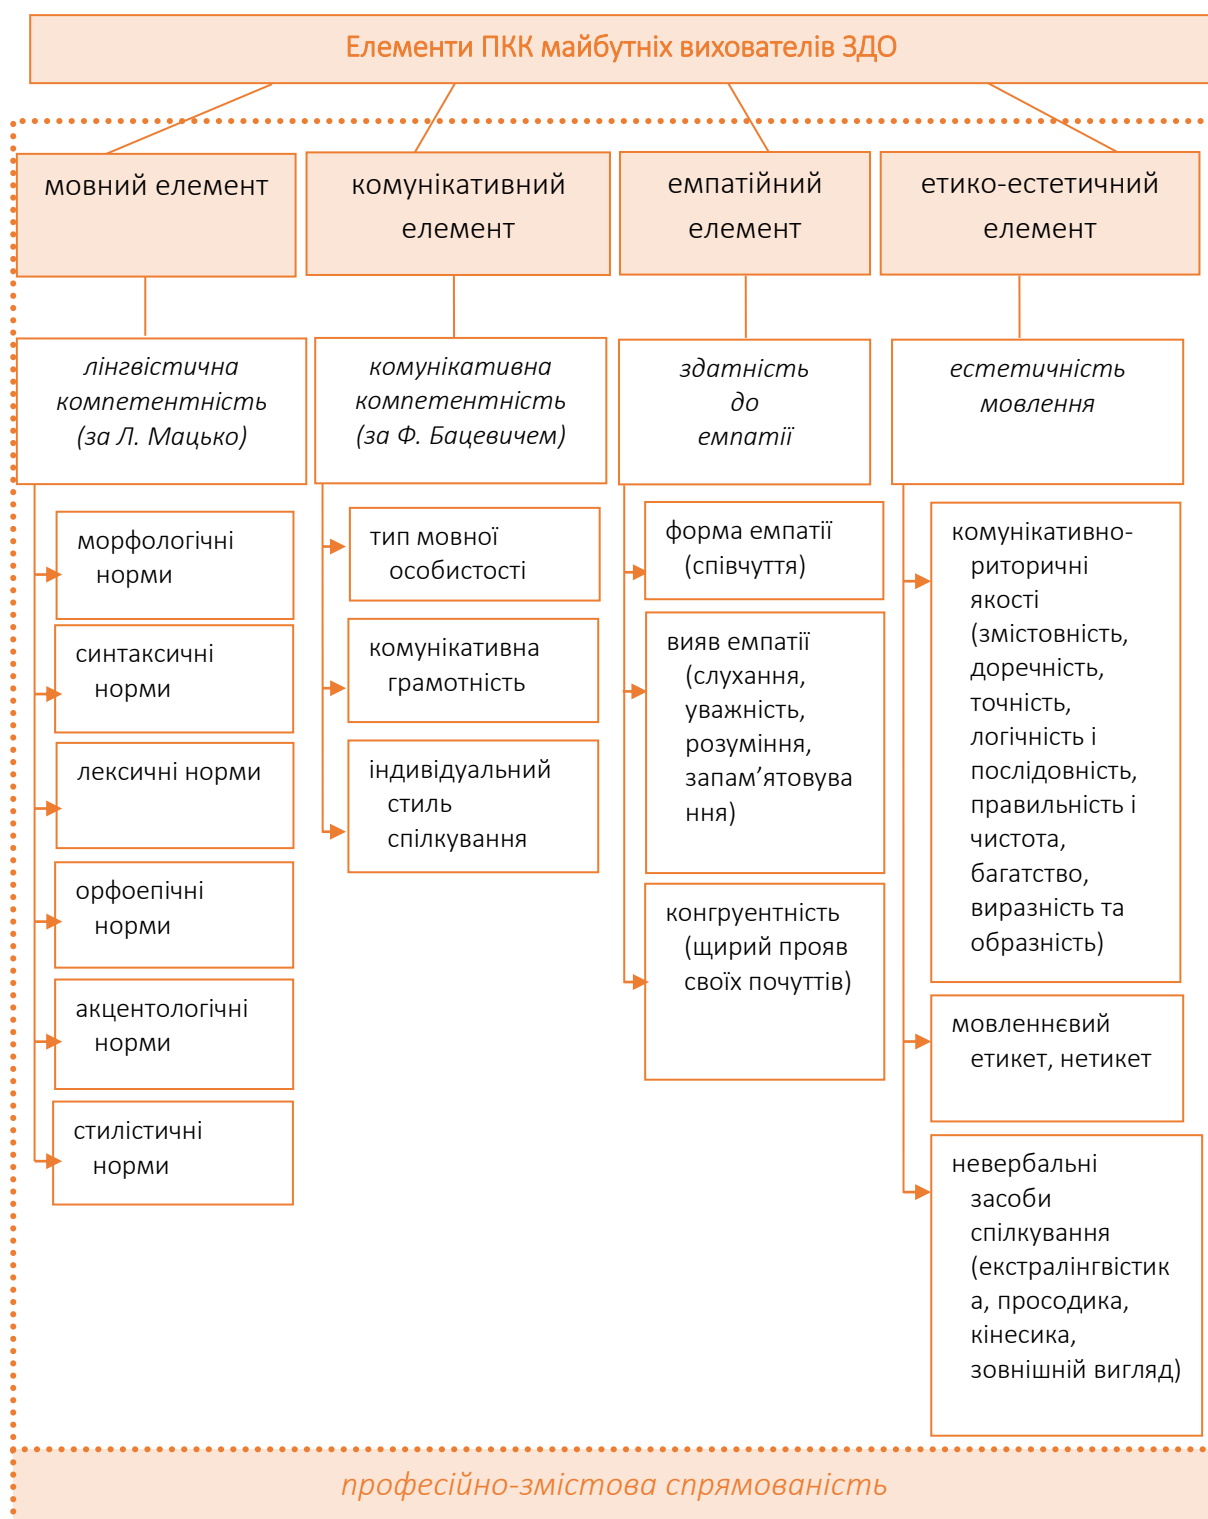 Елементи ПКК майбутніх вихователів ЗДО
мовний елемент
комунікативний
елемент
емпатійний
елемент
етико-естетичний
елемент
лінгвістична
компетентність
(за Л. Мацько)
комунікативна
компетентність
(за Ф. Бацевичем)
здатність
до
емпатії
естетичність
мовлення
морфологічні
норми
синтаксичні
норми
лексичні норми
орфоепічні
норми
акцентологічні
норми
стилістичні
норми
тип мовної
особистості
комунікативна
грамотність
індивідуальний
стиль
спілкування
форма емпатії
(співчуття)
вияв емпатії
(слухання,
уважність,
розуміння,
запам’ятовува
ння)
конгруентність
(щирий прояв
своїх почуттів)
комунікативно-
риторичні
якості
(змістовність,
доречність,
точність,
логічність і
послідовність,
правильність і
чистота,
багатство,
виразність та
образність)
мовленнєвий
етикет, нетикет
невербальні
засоби
спілкування
(екстралінгвістик
а, просодика,
кінесика,
зовнішній вигляд)
професійно-змістова спрямованість